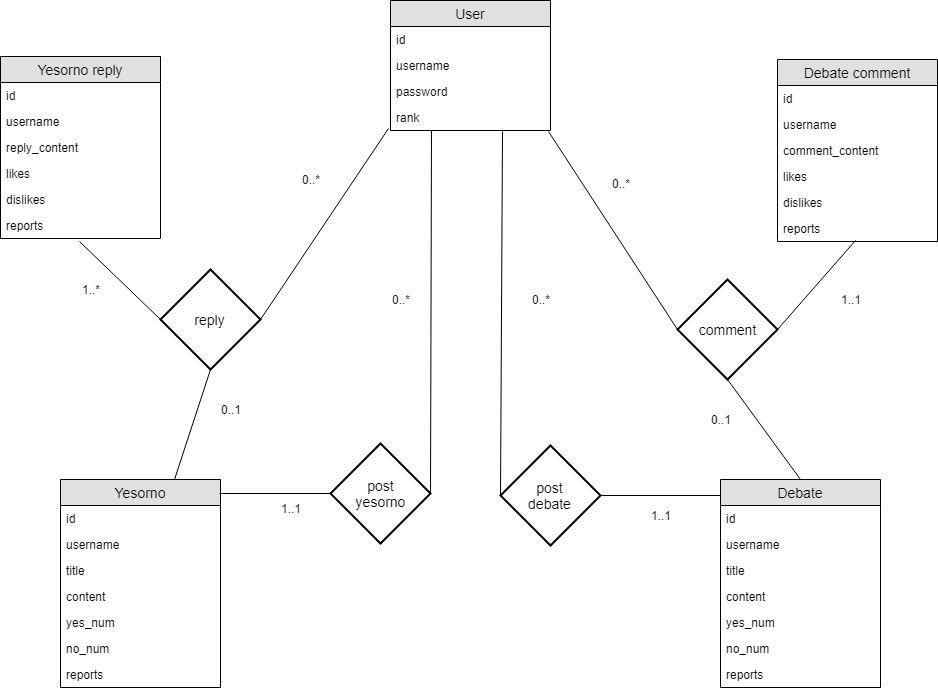 User
id
username
password
rank
Yesorno reply
id
username
reply_content
likes
dislikes
reports
Debate comment
id
username
comment_content
likes
dislikes
reports
0..*
0..*
1..*
0..*
0..*
1..1
reply
comment
0..1
0..1
post
yesorno
post
debate
1..1
1..1
Yesorno
id
username
title
content
yes_num
no_num
reports
Debate
id
username
title
content
yes_num
no_num
reports